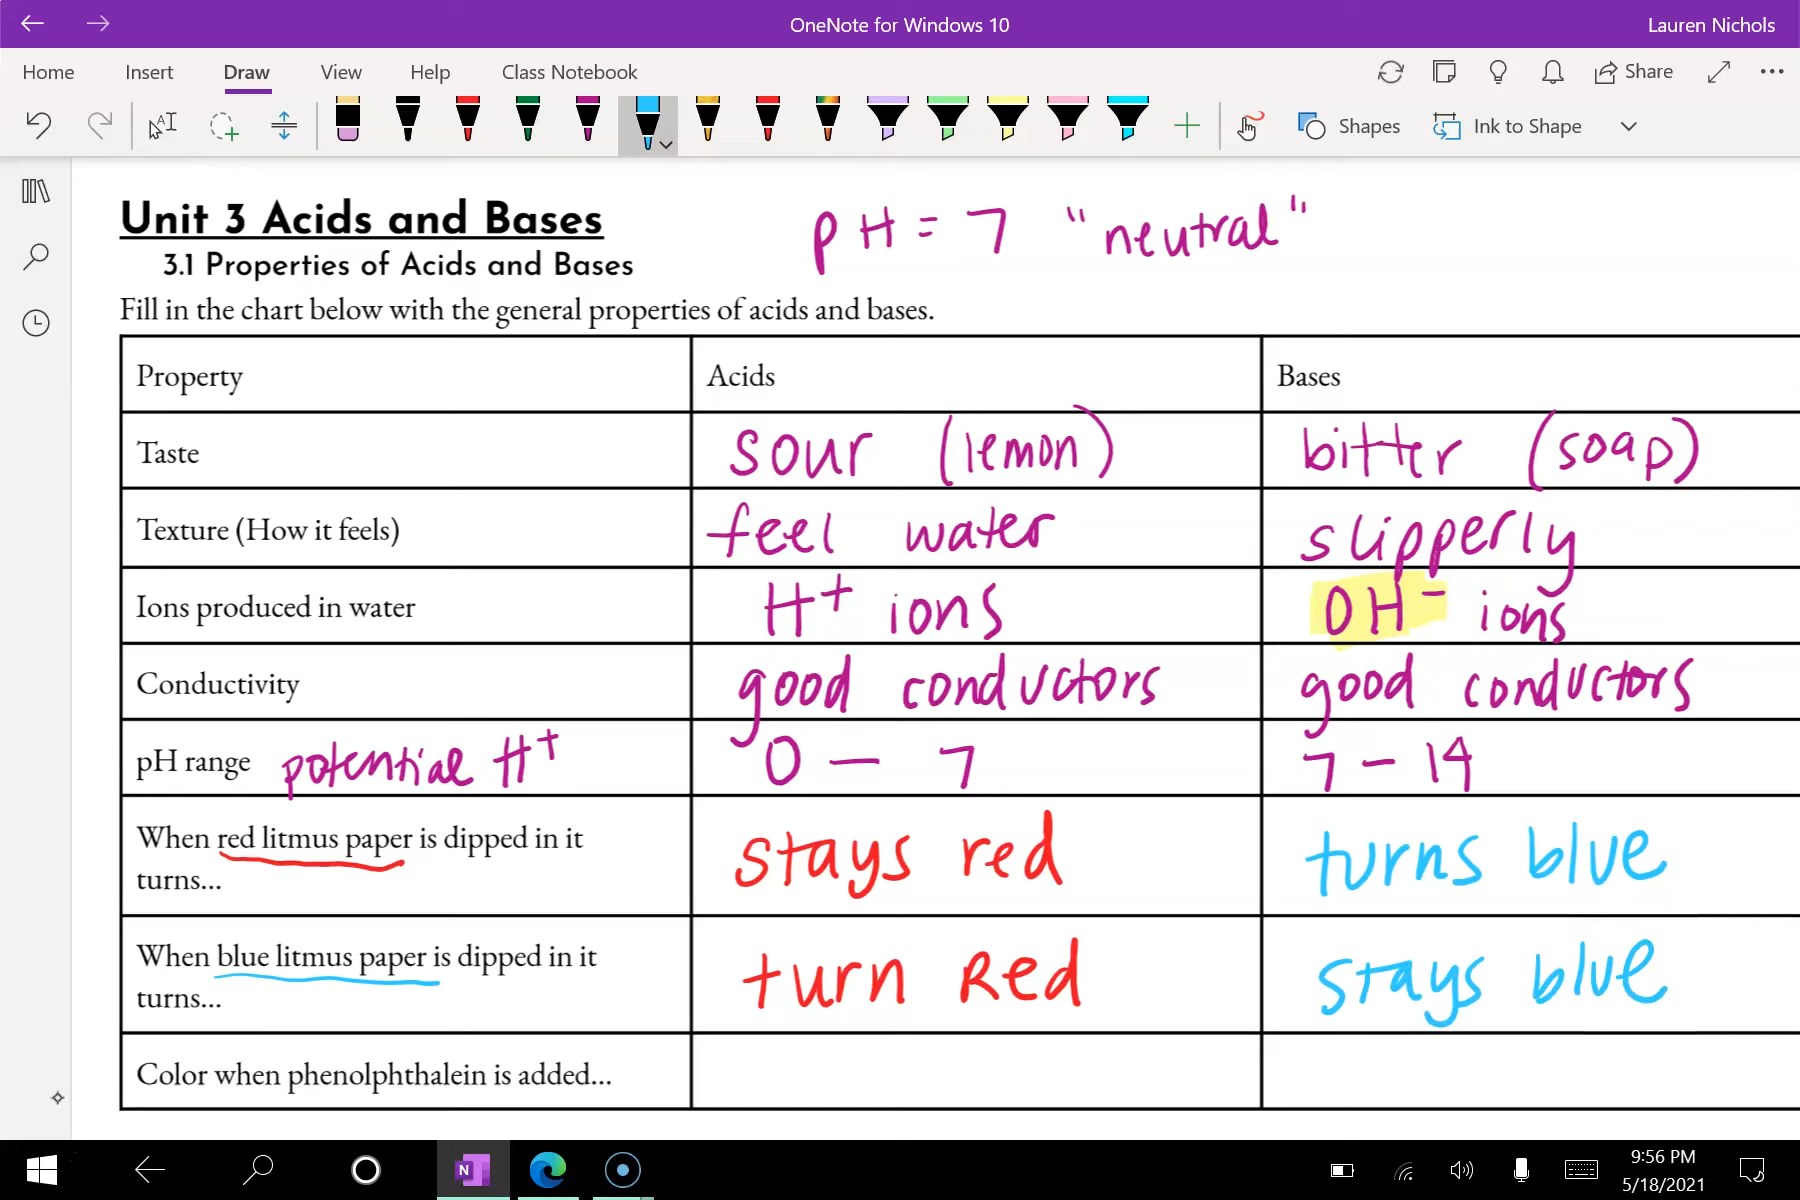 OneNote for Windows 10
Lauren Nichols
Home Insert Draw View Help Class Notebook Share
Shapes Ink to Shape
Unit 3 Acids and Bases
pH = 7 "neutral"
3.1 Properties of Acids and Bases
Fill in the chart below with the general properties of acids and bases.
Property Acids Bases
Taste sour (lemon) bitter (soap)
Texture (How it feels) feel water slipperly
Ions produced in water H+ ions OH- ions
Conductivity good conductors good conductors
pH range potential H+ 0 – 7 7 – 14
When red litmus paper is dipped in it
turns... stays red turns blue
When blue litmus paper is dipped in it
turns... turn Red stays blue
Color when phenolphthalein is added...
9:56 PM
5/18/2021